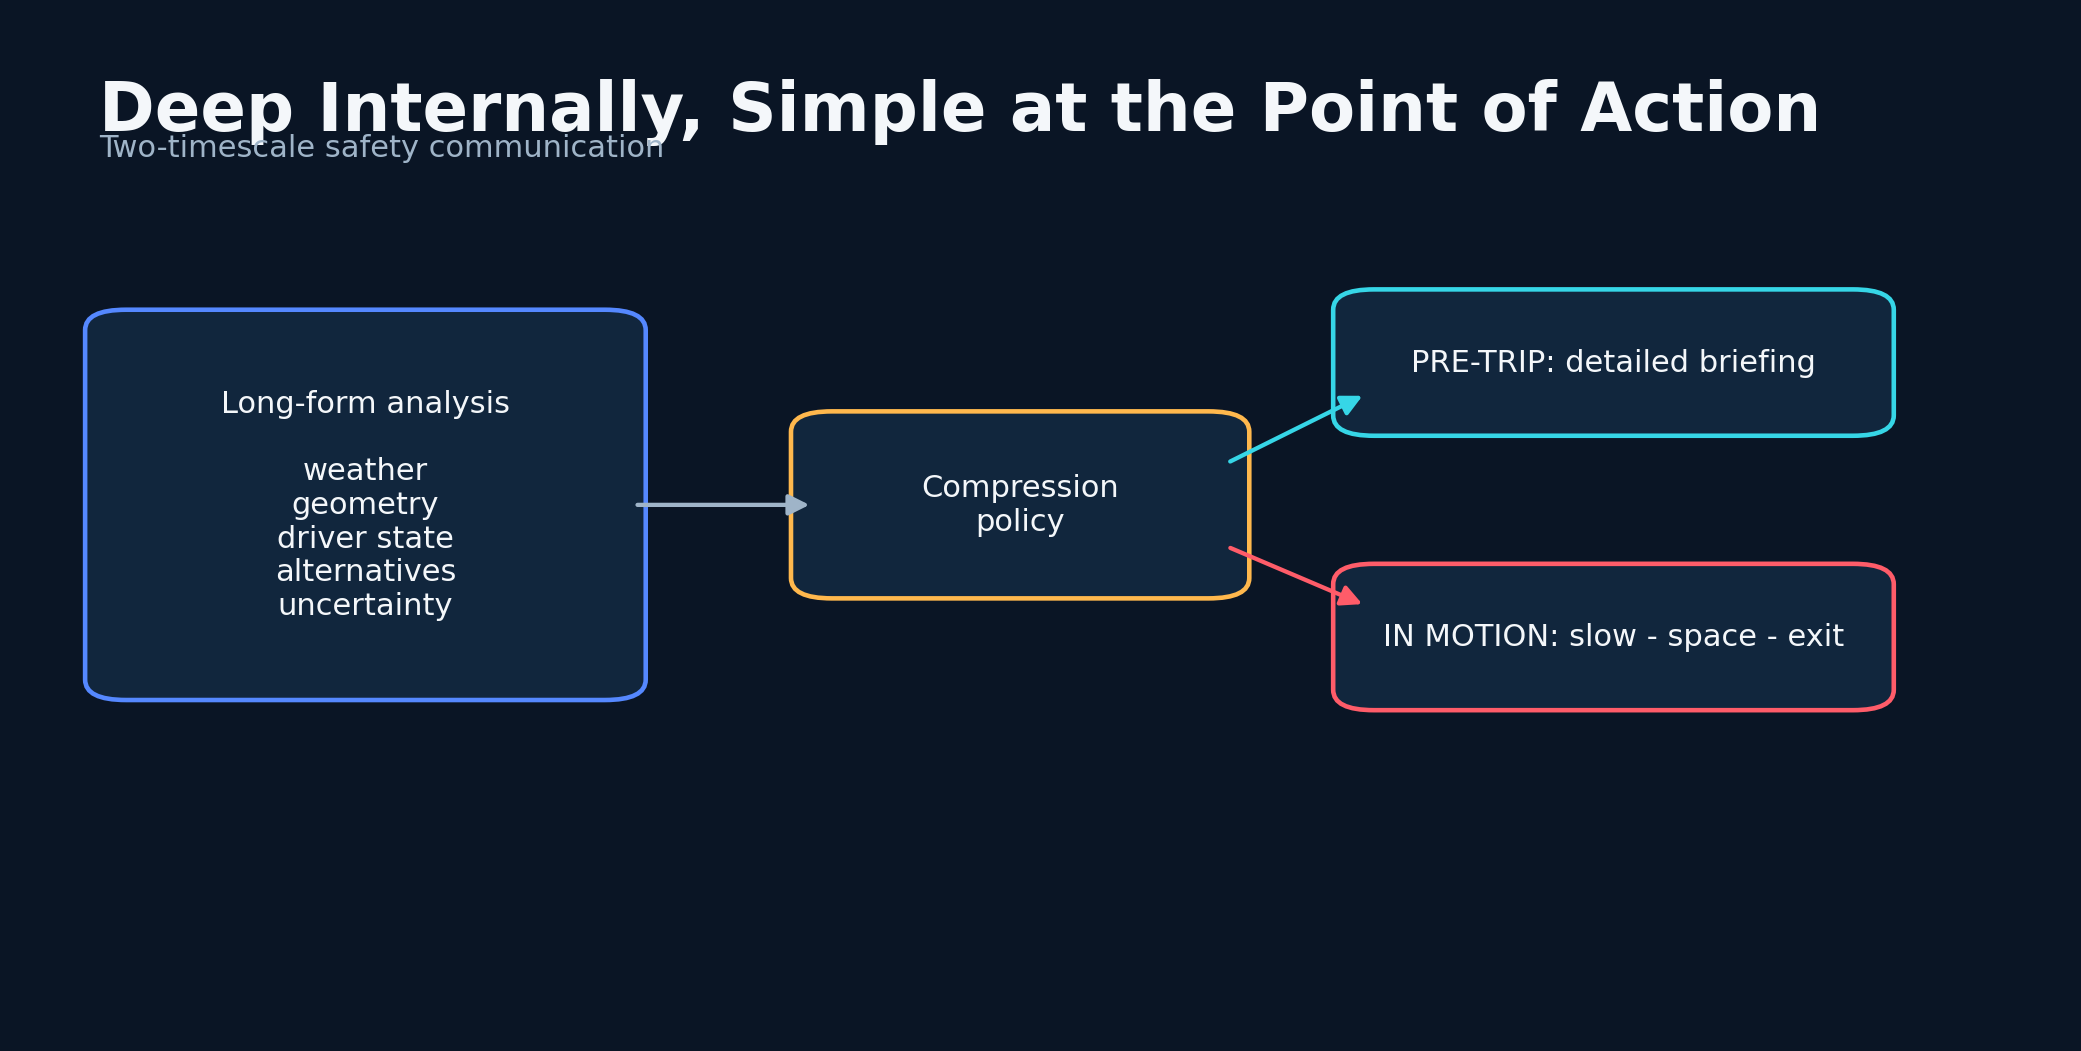 Deep Internally, Simple at the Point of Action
Two-timescale safety communication
Long-form analysis
weather
geometry
driver state
alternatives
uncertainty
Compression
policy
PRE-TRIP: detailed briefing
IN MOTION: slow - space - exit